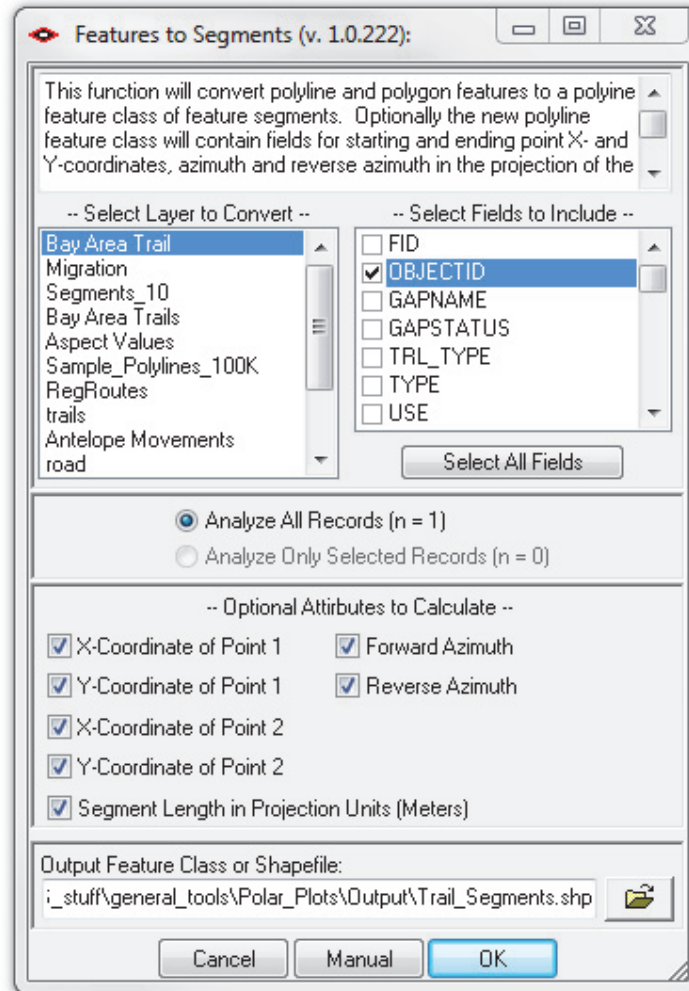 Features to Segments (v. 1.0.222):
This function will convert polyline and polygon features to a polyine
feature class of feature segments. Optionally the new polyline
feature class will contain fields for starting and ending point X- and
Y-coordinates, azimuth and reverse azimuth in the projection of the
-- Select Layer to Convert --
Bay Area Trail
Migration
Segments_10
Bay Area Trails
Aspect Values
Sample_Polylines_100K
RegRoutes
trails
Antelope Movements
road
-- Select Fields to Include --
FID
OBJECTID
GAPNAME
GAPSTATUS
TRL_TYPE
TYPE
USE
Select All Fields
Analyze All Records (n = 1)
Analyze Only Selected Records (n = 0)
-- Optional Attirbutes to Calculate --
X-Coordinate of Point 1
Forward Azimuth
Y-Coordinate of Point 1
Reverse Azimuth
X-Coordinate of Point 2
Y-Coordinate of Point 2
Segment Length in Projection Units (Meters)
Output Feature Class or Shapefile:
_stuff\general_tools\Polar_Plots\Output\Trail_Segments.shp
Cancel
Manual
OK